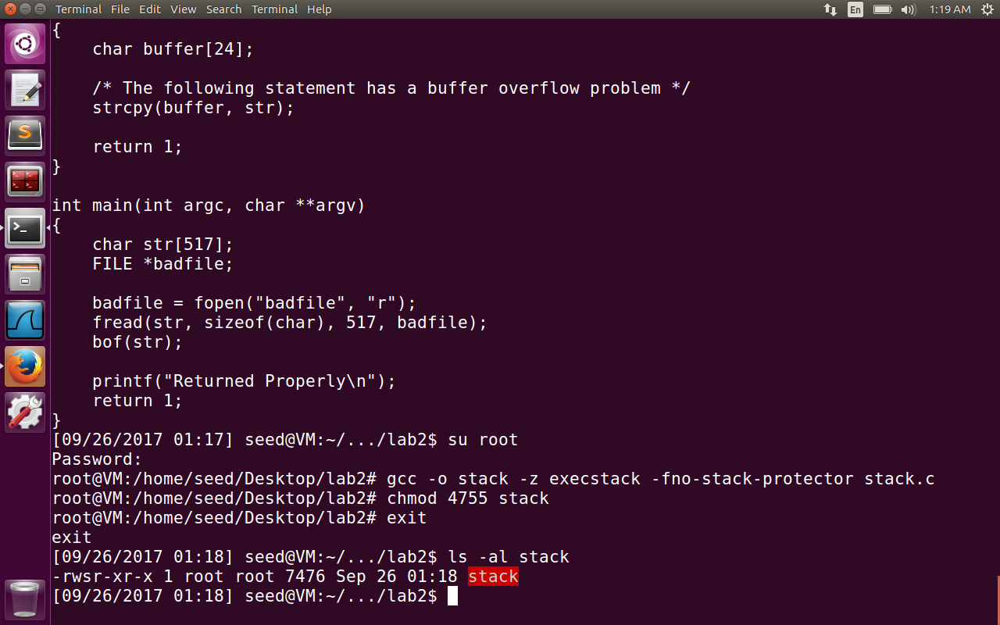 Terminal File Edit View Search Terminal Help En 1:19 AM
{
    char buffer[24];
    /* The following statement has a buffer overflow problem */
    strcpy(buffer, str);
    return 1;
}
int main(int argc, char **argv)
{
    char str[517];
    FILE *badfile;
    badfile = fopen("badfile", "r");
    fread(str, sizeof(char), 517, badfile);
    bof(str);
    printf("Returned Properly\n");
    return 1;
}
[09/26/2017 01:17] seed@VM:~/.../lab2$ su root
Password:
root@VM:/home/seed/Desktop/lab2# gcc -o stack -z execstack -fno-stack-protector stack.c
root@VM:/home/seed/Desktop/lab2# chmod 4755 stack
root@VM:/home/seed/Desktop/lab2# exit
exit
[09/26/2017 01:18] seed@VM:~/.../lab2$ ls -al stack
-rwsr-xr-x 1 root root 7476 Sep 26 01:18 stack
[09/26/2017 01:18] seed@VM:~/.../lab2$